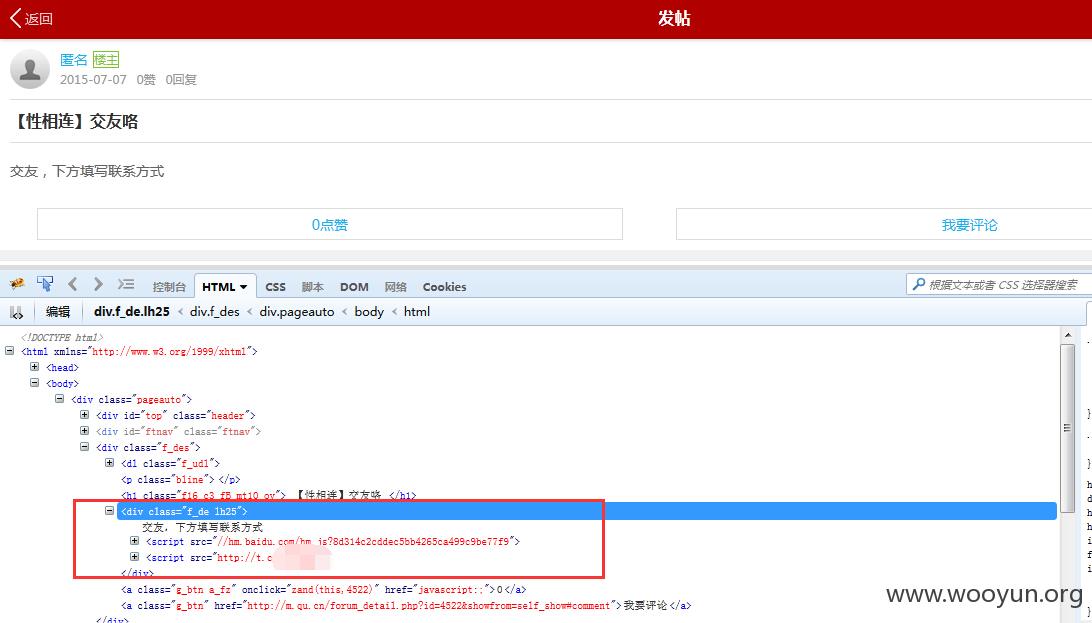 返回
发帖
匿名 楼主
2015-07-07 0赞 0回复
【性相连】交友咯
交友，下方填写联系方式
0点赞 我要评论
控制台 HTML CSS 脚本 DOM 网络 Cookies 根据文本或者 CSS 选择器搜索
编辑 div.f_de.lh25 < div.f_des < div.pageauto < body < html
<!DOCTYPE html>
<html xmlns="http://www.w3.org/1999/xhtml">
<head>
<body>
<div class="pageauto">
<div id="top" class="header">
<div id="ftnav" class="ftnav">
<div class="f_des">
<dl class="f_udl">
<p class="bline"> </p>
<h1 class="f16 c3 fB mt10 ov"> 【性相连】交友咯 </h1>
<div class="f_de lh25">
交友，下方填写联系方式
<script src="//hm.baidu.com/hm.js?8d314c2cddec5bb4265ca499c9be77f9">
<script src="http://t.c
</div>
<a class="g_btn a_fz" onclick="zand(this,4522)" href="javascript:;">0</a>
<a class="g_btn" href="http://m.qu.cn/forum_detail.php?id=4522&showfrom=self_show#comment">我要评论</a>
</div>
www.wooyun.org